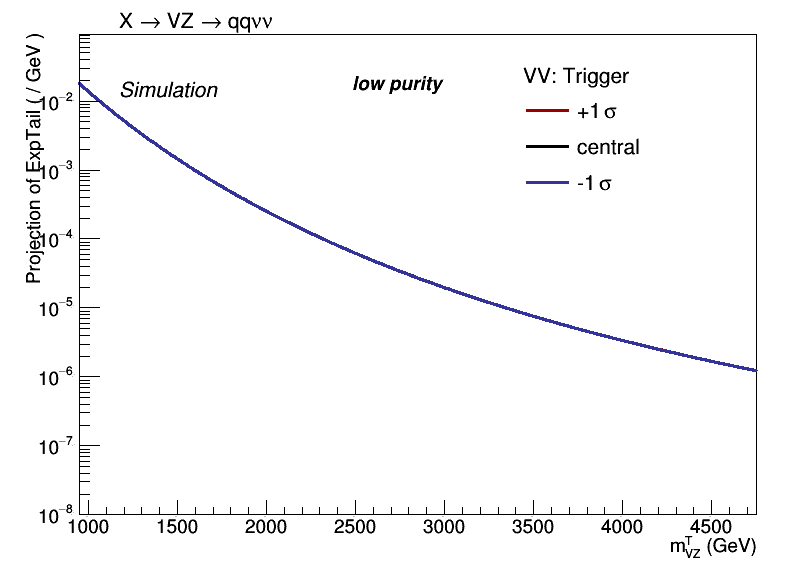 X → VZ → qqνν
Projection of ExpTail ( / GeV )
Simulation
low purity
VV: Trigger
+1 σ
central
-1 σ
10⁻²
10⁻³
10⁻⁴
10⁻⁵
10⁻⁶
10⁻⁷
10⁻⁸
1000 1500 2000 2500 3000 3500 4000 4500
m^T_VZ (GeV)